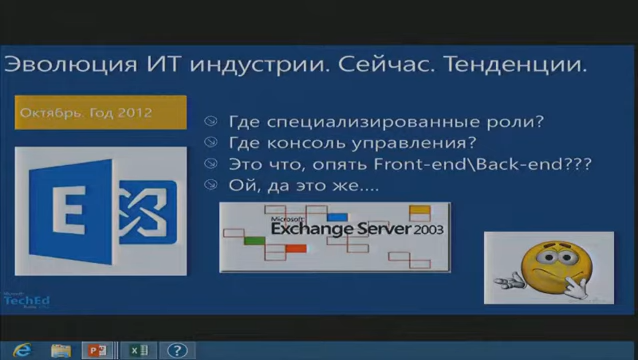 Эволюция ИТ индустрии. Сейчас. Тенденции.
Октябрь. Год 2012
Где специализированные роли?
Где консоль управления?
Это что, опять Front-end\Back-end???
Ой, да это же....
E
Microsoft
Exchange Server 2003
Microsoft
TechEd